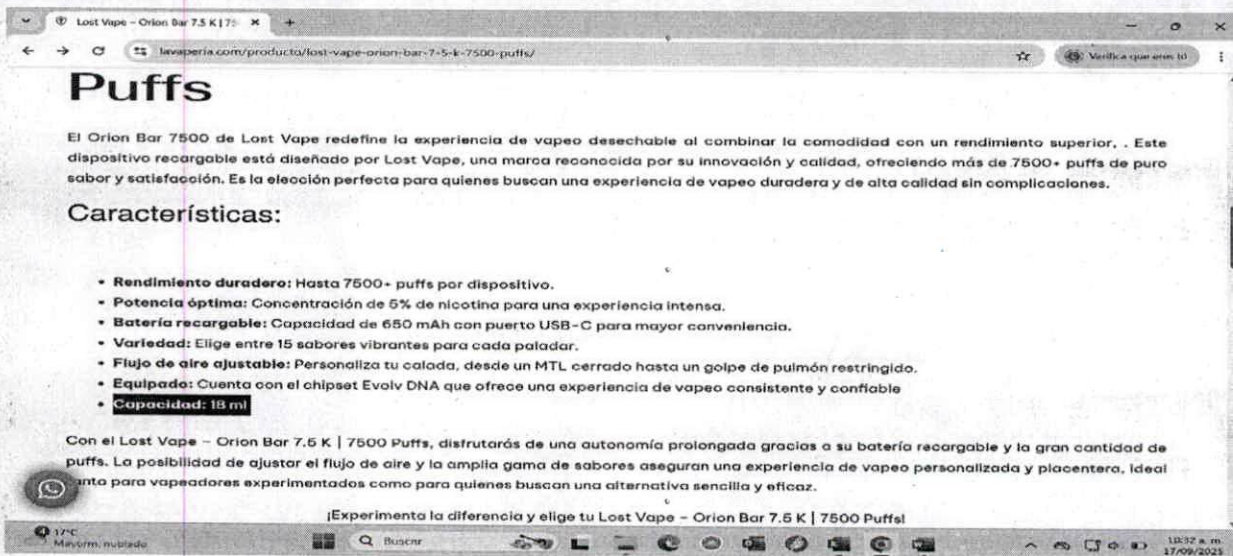 Lost Vape – Orion Bar 7.5 K | 75
lavaperia.com/producto/lost-vape-orion-bar-7-5-k-7500-puffs/
Verifica que eres tú
Puffs
El Orion Bar 7500 de Lost Vape redefine la experiencia de vapeo desechable al combinar la comodidad con un rendimiento superior. . Este
dispositivo recargable está diseñado por Lost Vape, una marca reconocida por su innovación y calidad, ofreciendo más de 7500+ puffs de puro
sabor y satisfacción. Es la elección perfecta para quienes buscan una experiencia de vapeo duradera y de alta calidad sin complicaciones.
Características:
• Rendimiento duradero: Hasta 7500+ puffs por dispositivo.
• Potencia óptima: Concentración de 5% de nicotina para una experiencia intensa.
• Batería recargable: Capacidad de 650 mAh con puerto USB-C para mayor conveniencia.
• Variedad: Elige entre 15 sabores vibrantes para cada paladar.
• Flujo de aire ajustable: Personaliza tu calada, desde un MTL cerrado hasta un golpe de pulmón restringido.
• Equipado: Cuenta con el chipset Evolv DNA que ofrece una experiencia de vapeo consistente y confiable
• Capacidad: 18 ml
Con el Lost Vape – Orion Bar 7.5 K | 7500 Puffs, disfrutarás de una autonomía prolongada gracias a su batería recargable y la gran cantidad de
puffs. La posibilidad de ajustar el flujo de aire y la amplia gama de sabores aseguran una experiencia de vapeo personalizada y placentera, ideal
anto para vapeadores experimentados como para quienes buscan una alternativa sencilla y eficaz.
¡Experimenta la diferencia y elige tu Lost Vape – Orion Bar 7.5 K | 7500 Puffs!
17°C
Mayorm. nublado
Buscar
10:32 a. m.
17/09/2025